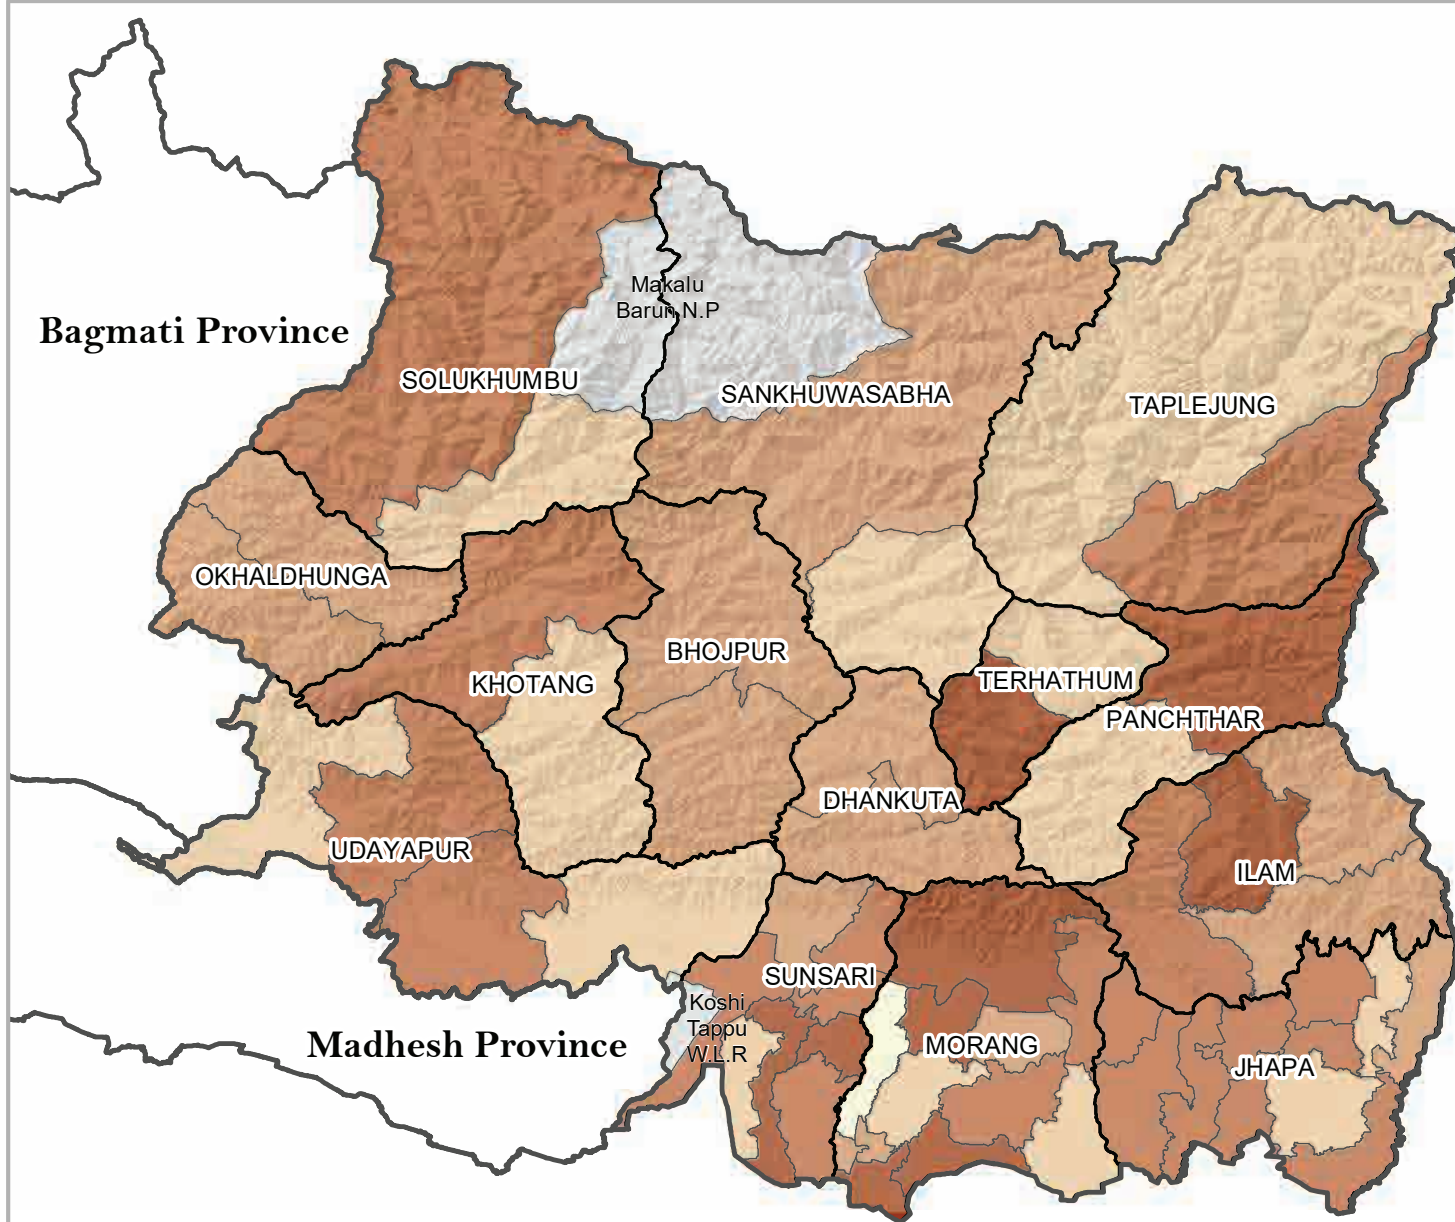 Makalu
Barun N.P
Bagmati Province
SOLUKHUMBU
SANKHUWASABHA
TAPLEJUNG
OKHALDHUNGA
BHOJPUR
KHOTANG
TERHATHUM
PANCHTHAR
DHANKUTA
UDAYAPUR
ILAM
SUNSARI
Koshi
Tappu
W.L.R
Madhesh Province
MORANG
JHAPA